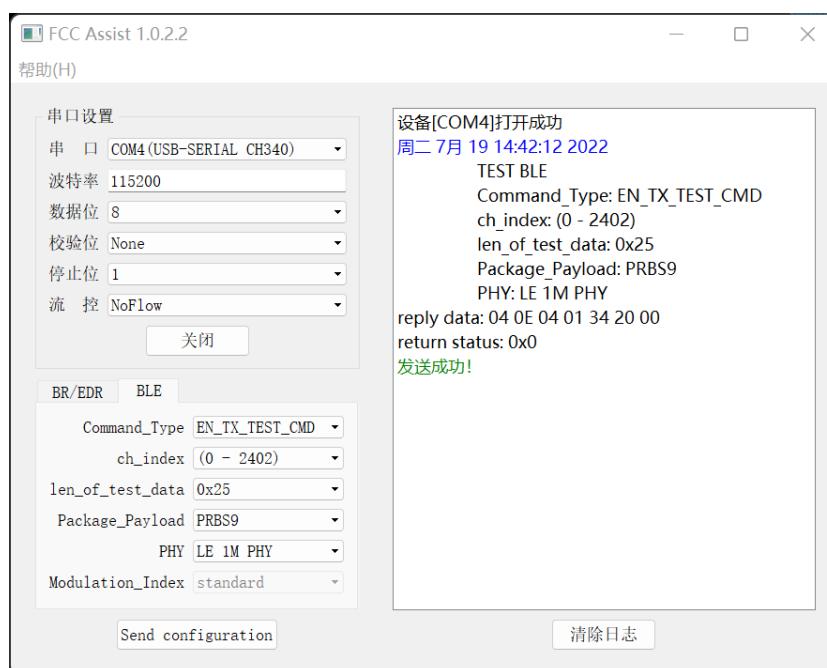 FCC Assist 1.0.2.2
帮助(H)
串口设置
串 口 COM4(USB-SERIAL CH340)
波特率 115200
数据位 8
校验位 None
停止位 1
流 控 NoFlow
关闭
BR/EDR BLE
Command_Type EN_TX_TEST_CMD
ch_index (0 - 2402)
len_of_test_data 0x25
Package_Payload PRBS9
PHY LE 1M PHY
Modulation_Index standard
Send configuration
设备[COM4]打开成功
周二 7月 19 14:42:12 2022
TEST BLE
Command_Type: EN_TX_TEST_CMD
ch_index: (0 - 2402)
len_of_test_data: 0x25
Package_Payload: PRBS9
PHY: LE 1M PHY
reply data: 04 0E 04 01 34 20 00
return status: 0x0
发送成功!
清除日志